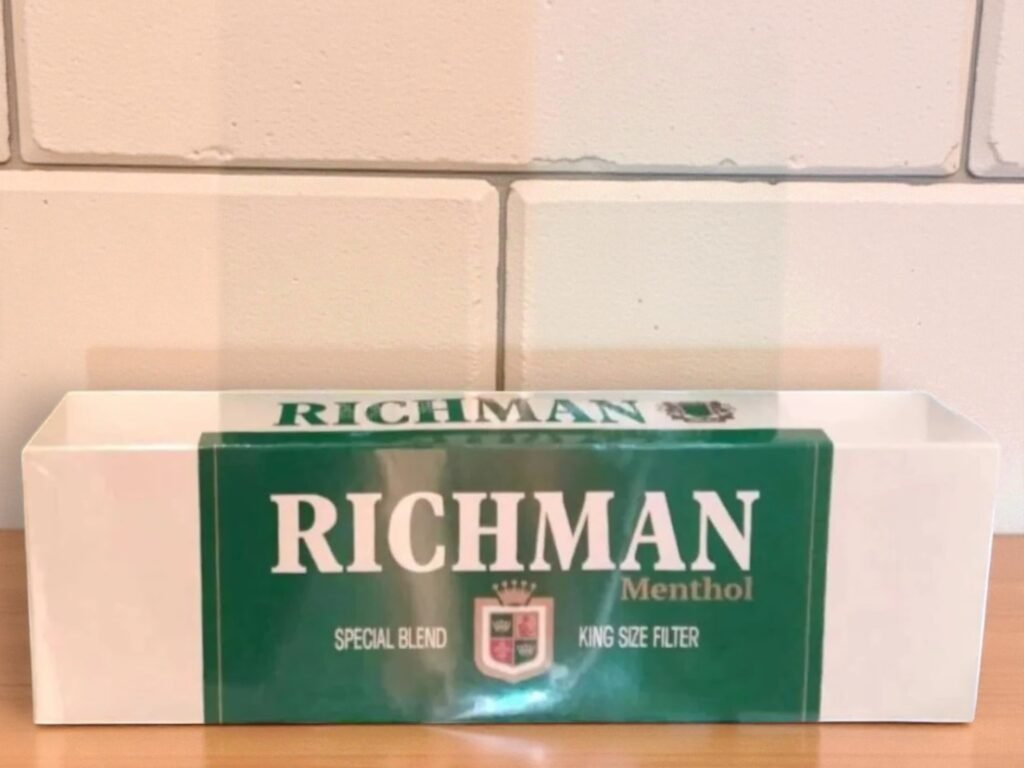 RICHMAN
RICHMAN
Menthol
SPECIAL BLEND
KING SIZE FILTER